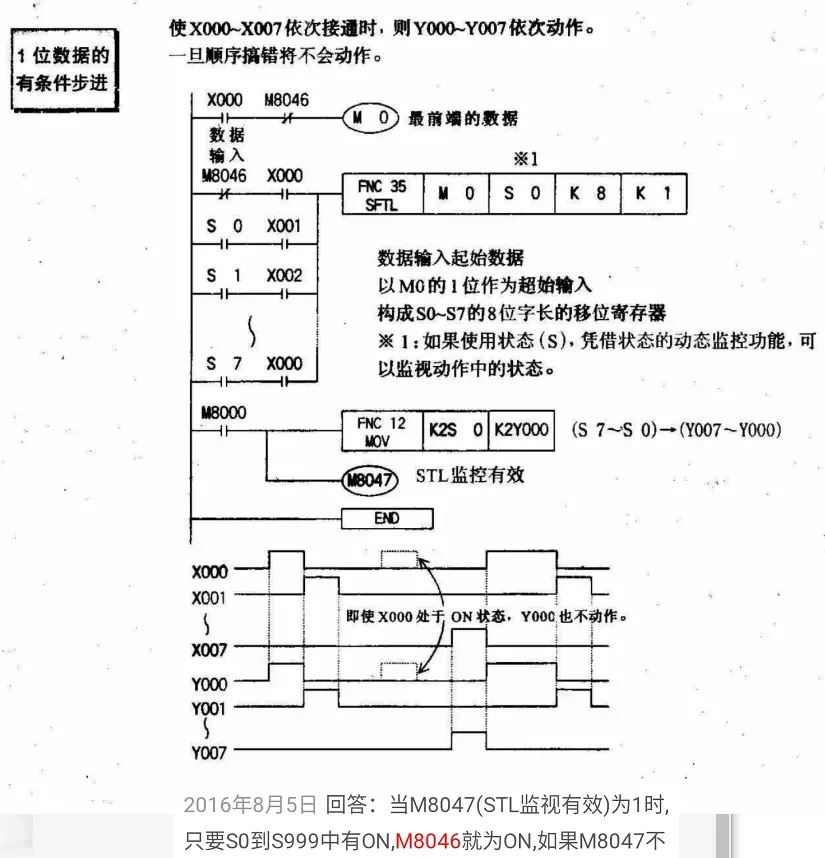 使X000~X007依次接通时，则Y000~Y007依次动作。
一旦顺序搞错将不会动作。
1位数据的
有条件步进
X000 M8046
M 0 最前端的数据
数据
输入
※1
M8046 X000
FNC 35
SFTL
M 0 S 0 K 8 K 1
S 0 X001
数据输入起始数据
S 1 X002
以M0的1位作为超始输入
构成S0~S7的8位字长的移位寄存器
※ 1：如果使用状态(S)，凭借状态的动态监控功能，可
S 7 X000
以监视动作中的状态。
M8000
FNC 12
MOV
K2S 0 K2Y000 (S 7~S 0)→(Y007~Y000)
M8047 STL监控有效
END
X000
X001
即使X000处于ON状态，Y000也不动作。
X007
Y000
Y001
Y007
2016年8月5日 回答：当M8047(STL监视有效)为1时,
只要S0到S999中有ON,M8046就为ON,如果M8047不